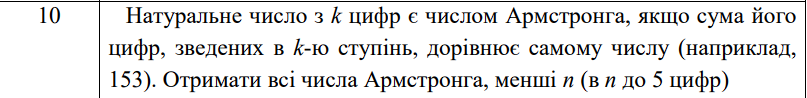 10
Натуральне число з k цифр є числом Армстронга, якщо сума його
цифр, зведених в k-ю ступінь, дорівнює самому числу (наприклад,
153). Отримати всі числа Армстронга, менші n (в n до 5 цифр)